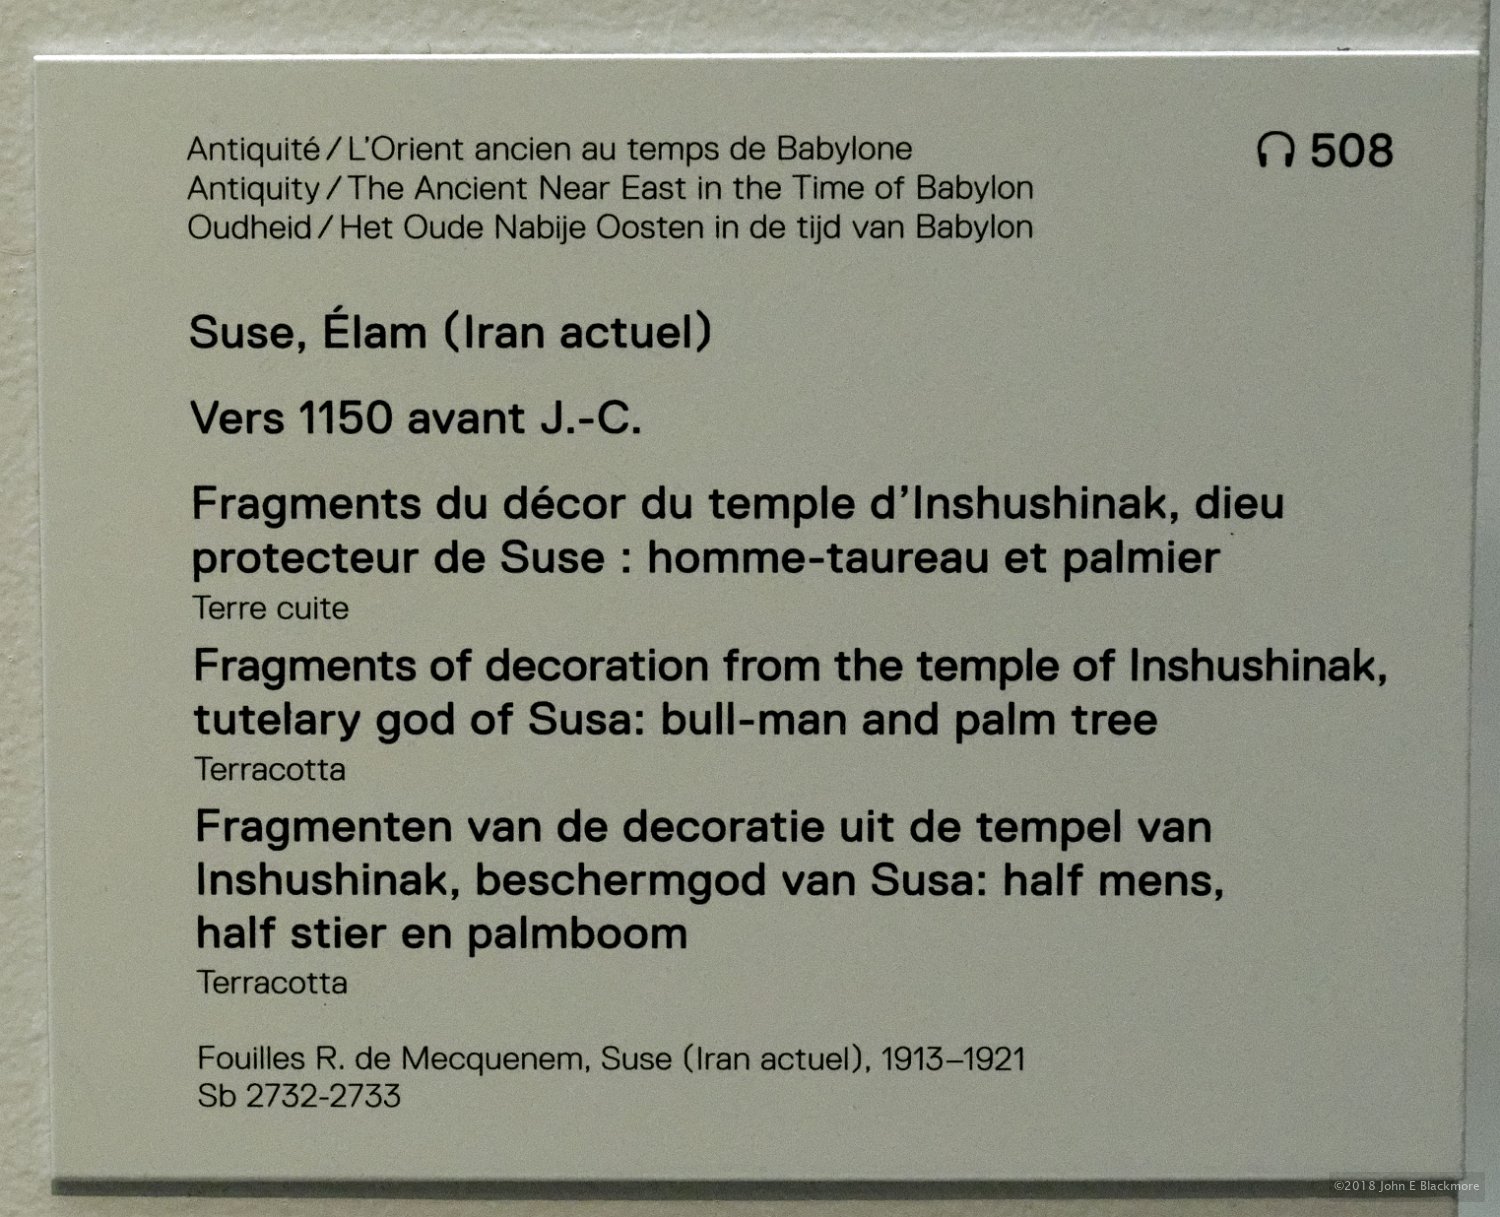 Antiquité / L'Orient ancien au temps de Babylone
508
Antiquity / The Ancient Near East in the Time of Babylon
Oudheid / Het Oude Nabije Oosten in de tijd van Babylon
Suse, Élam (Iran actuel)
Vers 1150 avant J.-C.
Fragments du décor du temple d'Inshushinak, dieu
protecteur de Suse : homme-taureau et palmier
Terre cuite
Fragments of decoration from the temple of Inshushinak,
tutelary god of Susa: bull-man and palm tree
Terracotta
Fragmenten van de decoratie uit de tempel van
Inshushinak, beschermgod van Susa: half mens,
half stier en palmboom
Terracotta
Fouilles R. de Mecquenem, Suse (Iran actuel), 1913–1921
Sb 2732-2733
©2018 John E Blackmore